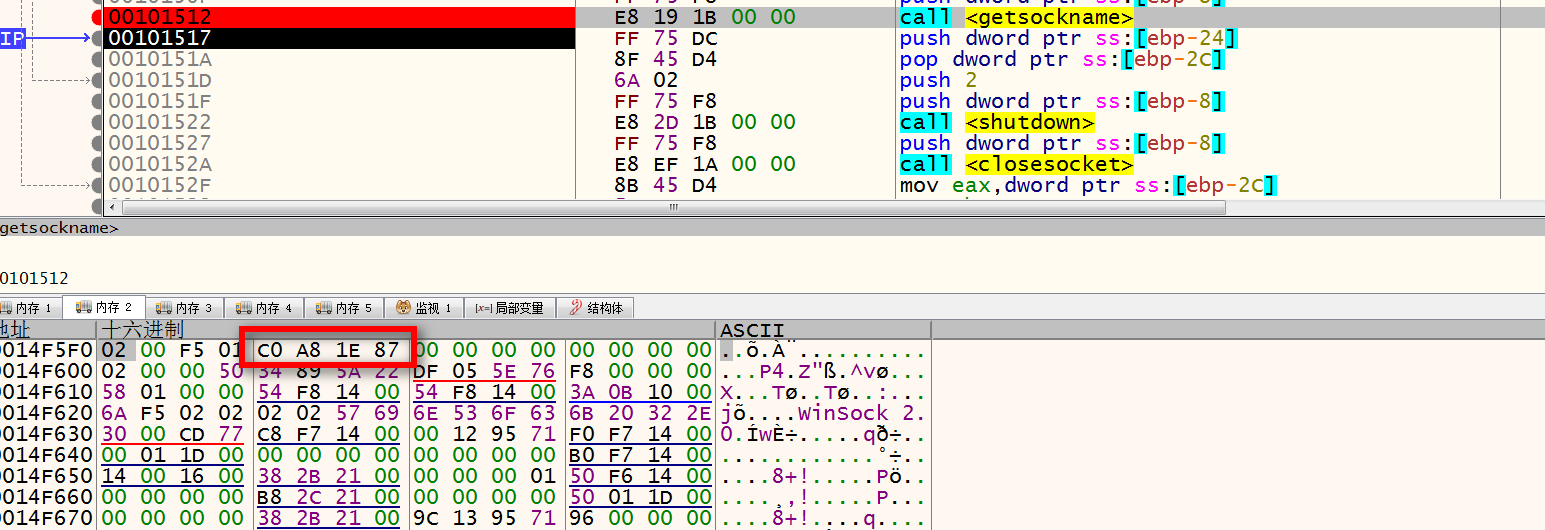 00101512 E8 19 1B 00 00 call <getsockname>
IP 00101517 FF 75 DC push dword ptr ss:[ebp-24]
0010151A 8F 45 D4 pop dword ptr ss:[ebp-2C]
0010151D 6A 02 push 2
0010151F FF 75 F8 push dword ptr ss:[ebp-8]
00101522 E8 2D 1B 00 00 call <shutdown>
00101527 FF 75 F8 push dword ptr ss:[ebp-8]
0010152A E8 EF 1A 00 00 call <closesocket>
0010152F 8B 45 D4 mov eax,dword ptr ss:[ebp-2C]
getsockname>
0101512
内存 1 内存 2 内存 3 内存 4 内存 5 监视 1 [x=] 局部变量 结构体
地址 十六进制 ASCII
0014F5F0 02 00 F5 01 C0 A8 1E 87 00 00 00 00 00 00 00 00 ..õ.À¨..........
0014F600 02 00 00 50 34 89 5A 22 DF 05 5E 76 F8 00 00 00 ...P4.Z"ß.^vø...
0014F610 58 01 00 00 54 F8 14 00 54 F8 14 00 3A 0B 10 00 X...Tø..Tø..:...
0014F620 6A F5 02 02 02 02 57 69 6E 53 6F 63 6B 20 32 2E jõ....WinSock 2.
0014F630 30 00 CD 77 C8 F7 14 00 00 12 95 71 F0 F7 14 00 0.ÍwÈ÷.....qð÷..
0014F640 00 01 1D 00 00 00 00 00 00 00 00 00 B0 F7 14 00 ............°÷..
0014F650 14 00 16 00 38 2B 21 00 00 00 00 01 50 F6 14 00 ....8+!.....Pö..
0014F660 00 00 00 00 B8 2C 21 00 00 00 00 00 50 01 1D 00 ....¸,!.....P...
0014F670 00 00 00 00 38 2B 21 00 9C 13 95 71 96 00 00 00 ....8+!....q....